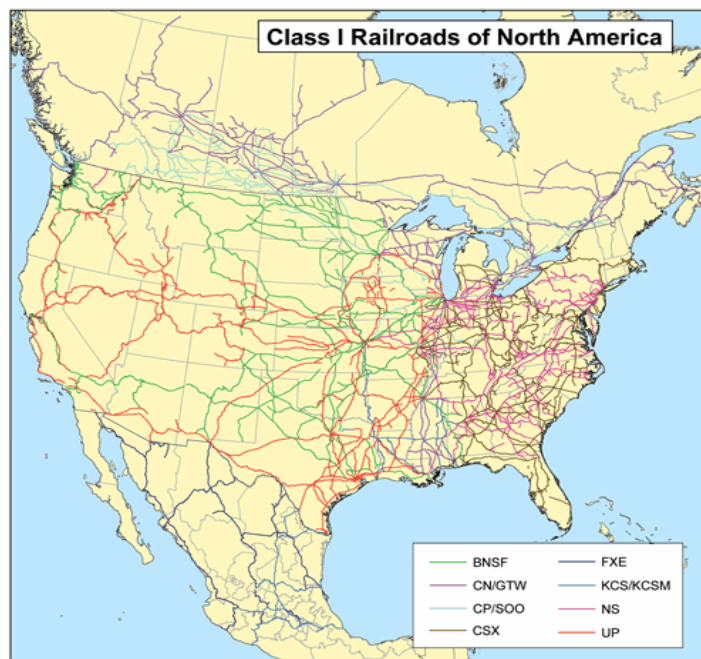 Class I Railroads of North America
BNSF
CN/GTW
CP/SOO
CSX
FXE
KCS/KCSM
NS
UP